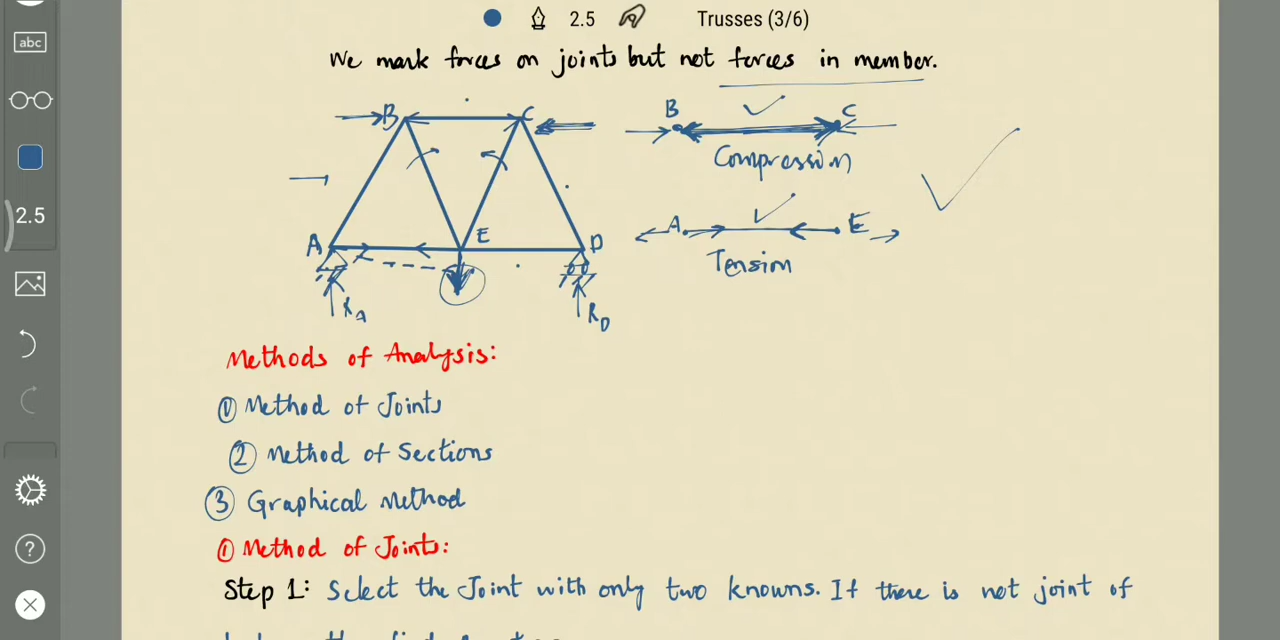 abc
2.5
Trusses (3/6)
2.5
We mark forces on joints but not forces in member.
B
C
B
C
Compression
A
E
D
A
E
Tension
RA
RD
Methods of Analysis:
① Method of Joints
② Method of Sections
③ Graphical Method
① Method of Joints:
Step 1: Select the Joint with only two knowns. If there is not joint of
?